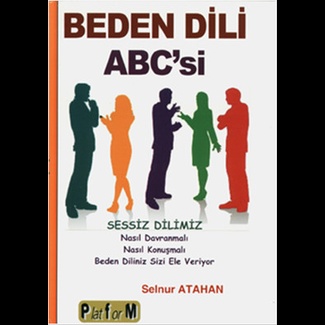 BEDEN DİLİ
ABC'si
SESSİZ DİLİMİZ
Nasıl Davranmalı
Nasıl Konuşmalı
Beden Diliniz Sizi Ele Veriyor
Selnur ATAHAN
Platform